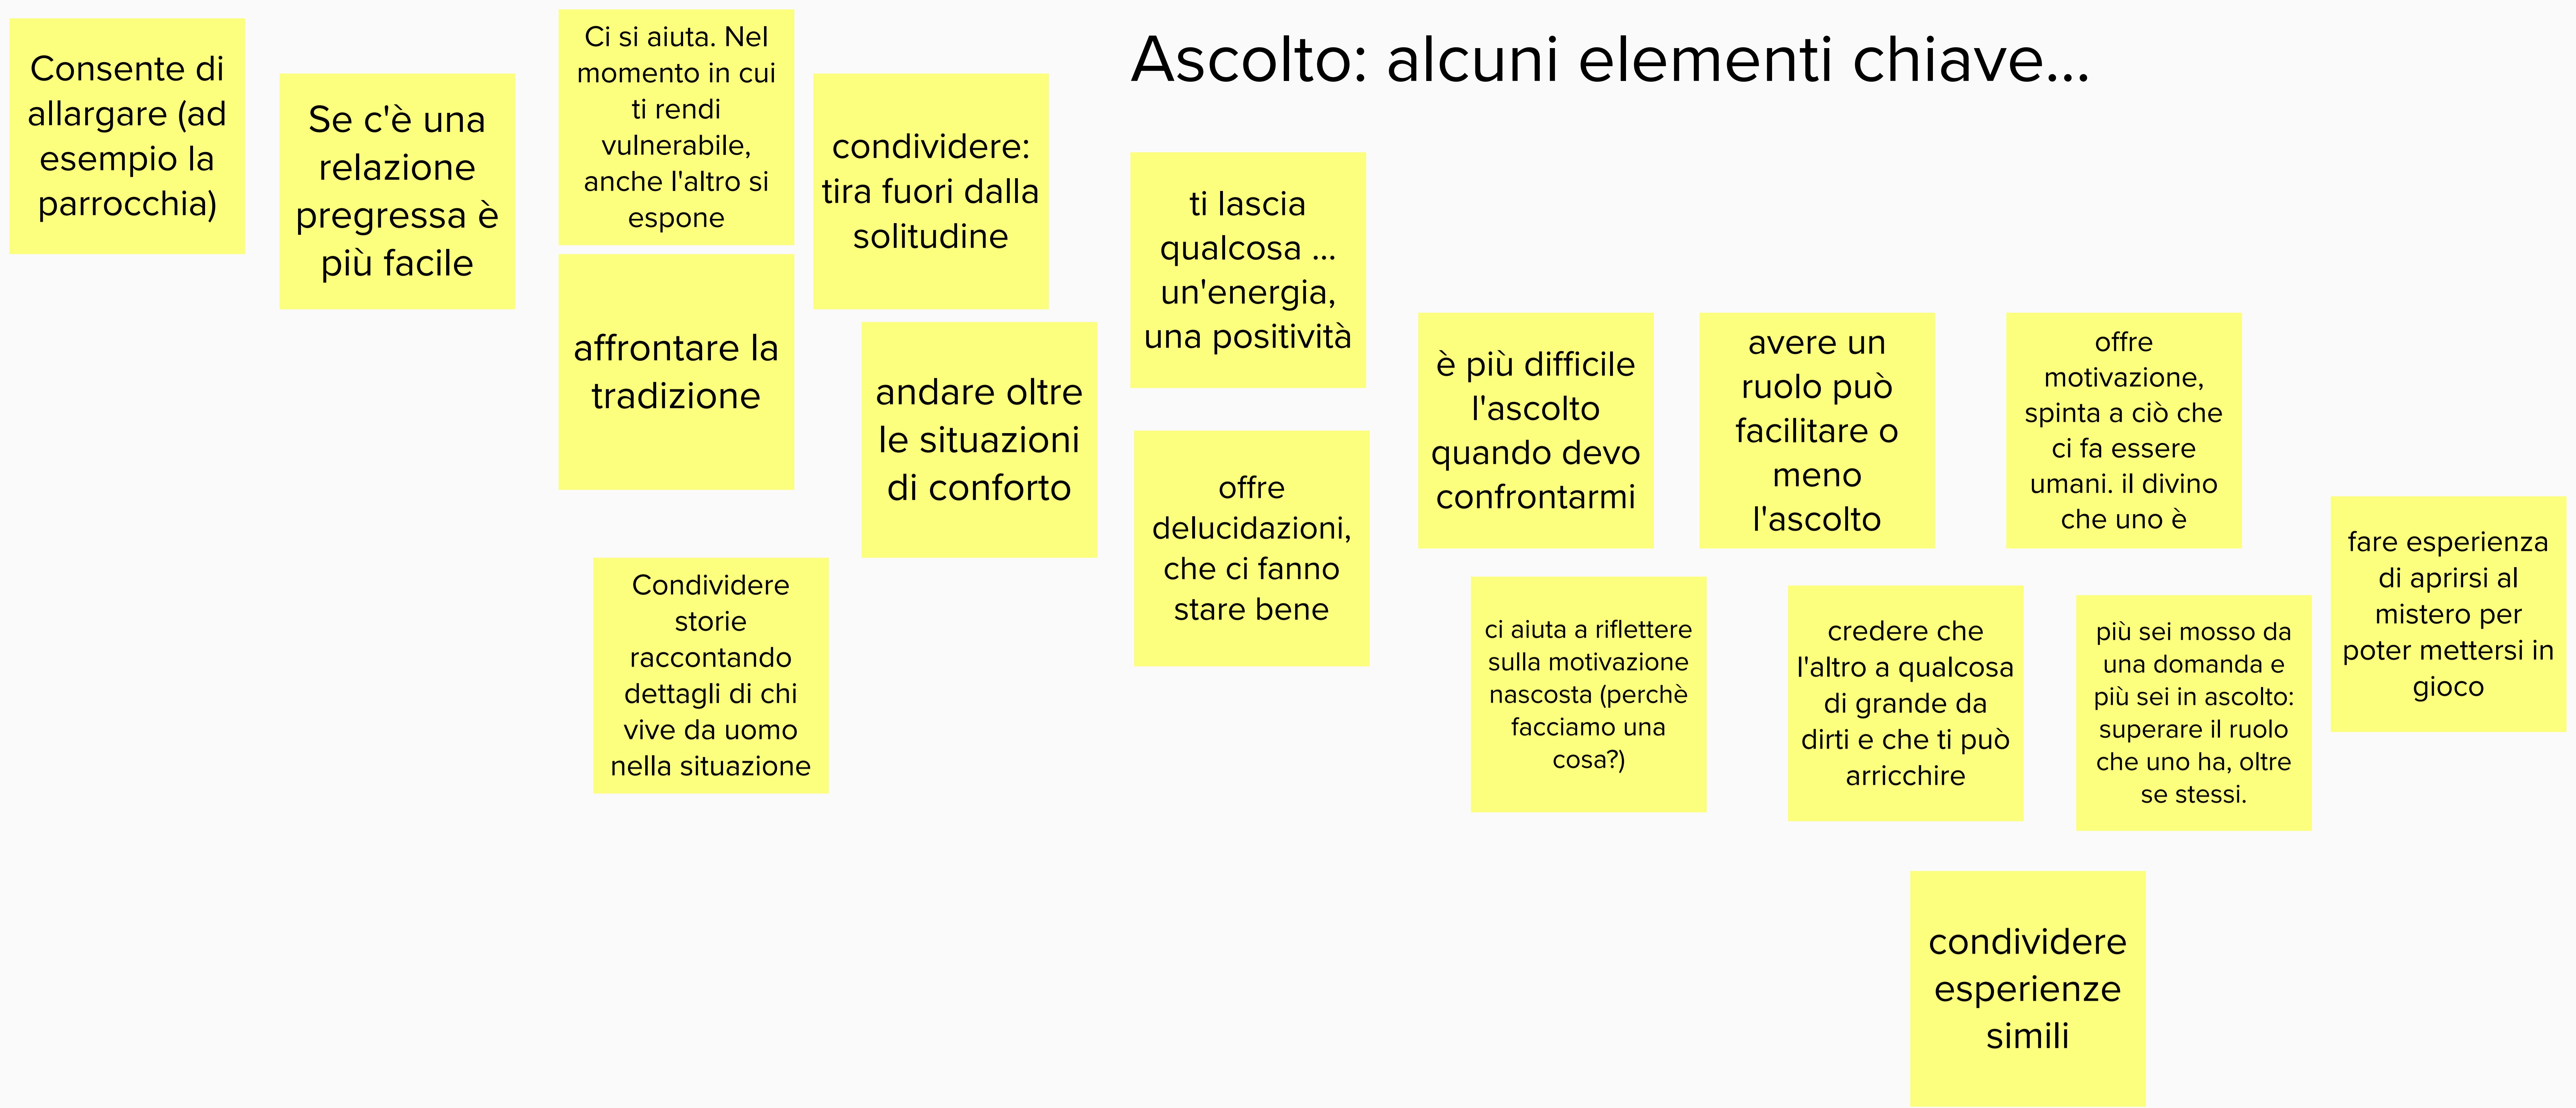 Ascolto: alcuni elementi chiave...
Consente di
allargare (ad
esempio la
parrocchia)
Se c'è una
relazione
pregressa è
più facile
Ci si aiuta. Nel
momento in cui
ti rendi
vulnerabile,
anche l'altro si
espone
condividere:
tira fuori dalla
solitudine
affrontare la
tradizione
andare oltre
le situazioni
di conforto
Condividere
storie
raccontando
dettagli di chi
vive da uomo
nella situazione
ti lascia
qualcosa ...
un'energia,
una positività
offre
delucidazioni,
che ci fanno
stare bene
è più difficile
l'ascolto
quando devo
confrontarmi
avere un
ruolo può
facilitare o
meno
l'ascolto
offre
motivazione,
spinta a ciò che
ci fa essere
umani. il divino
che uno è
ci aiuta a riflettere
sulla motivazione
nascosta (perchè
facciamo una
cosa?)
credere che
l'altro a qualcosa
di grande da
dirti e che ti può
arricchire
più sei mosso da
una domanda e
più sei in ascolto:
superare il ruolo
che uno ha, oltre
se stessi.
fare esperienza
di aprirsi al
mistero per
poter mettersi in
gioco
condividere
esperienze
simili